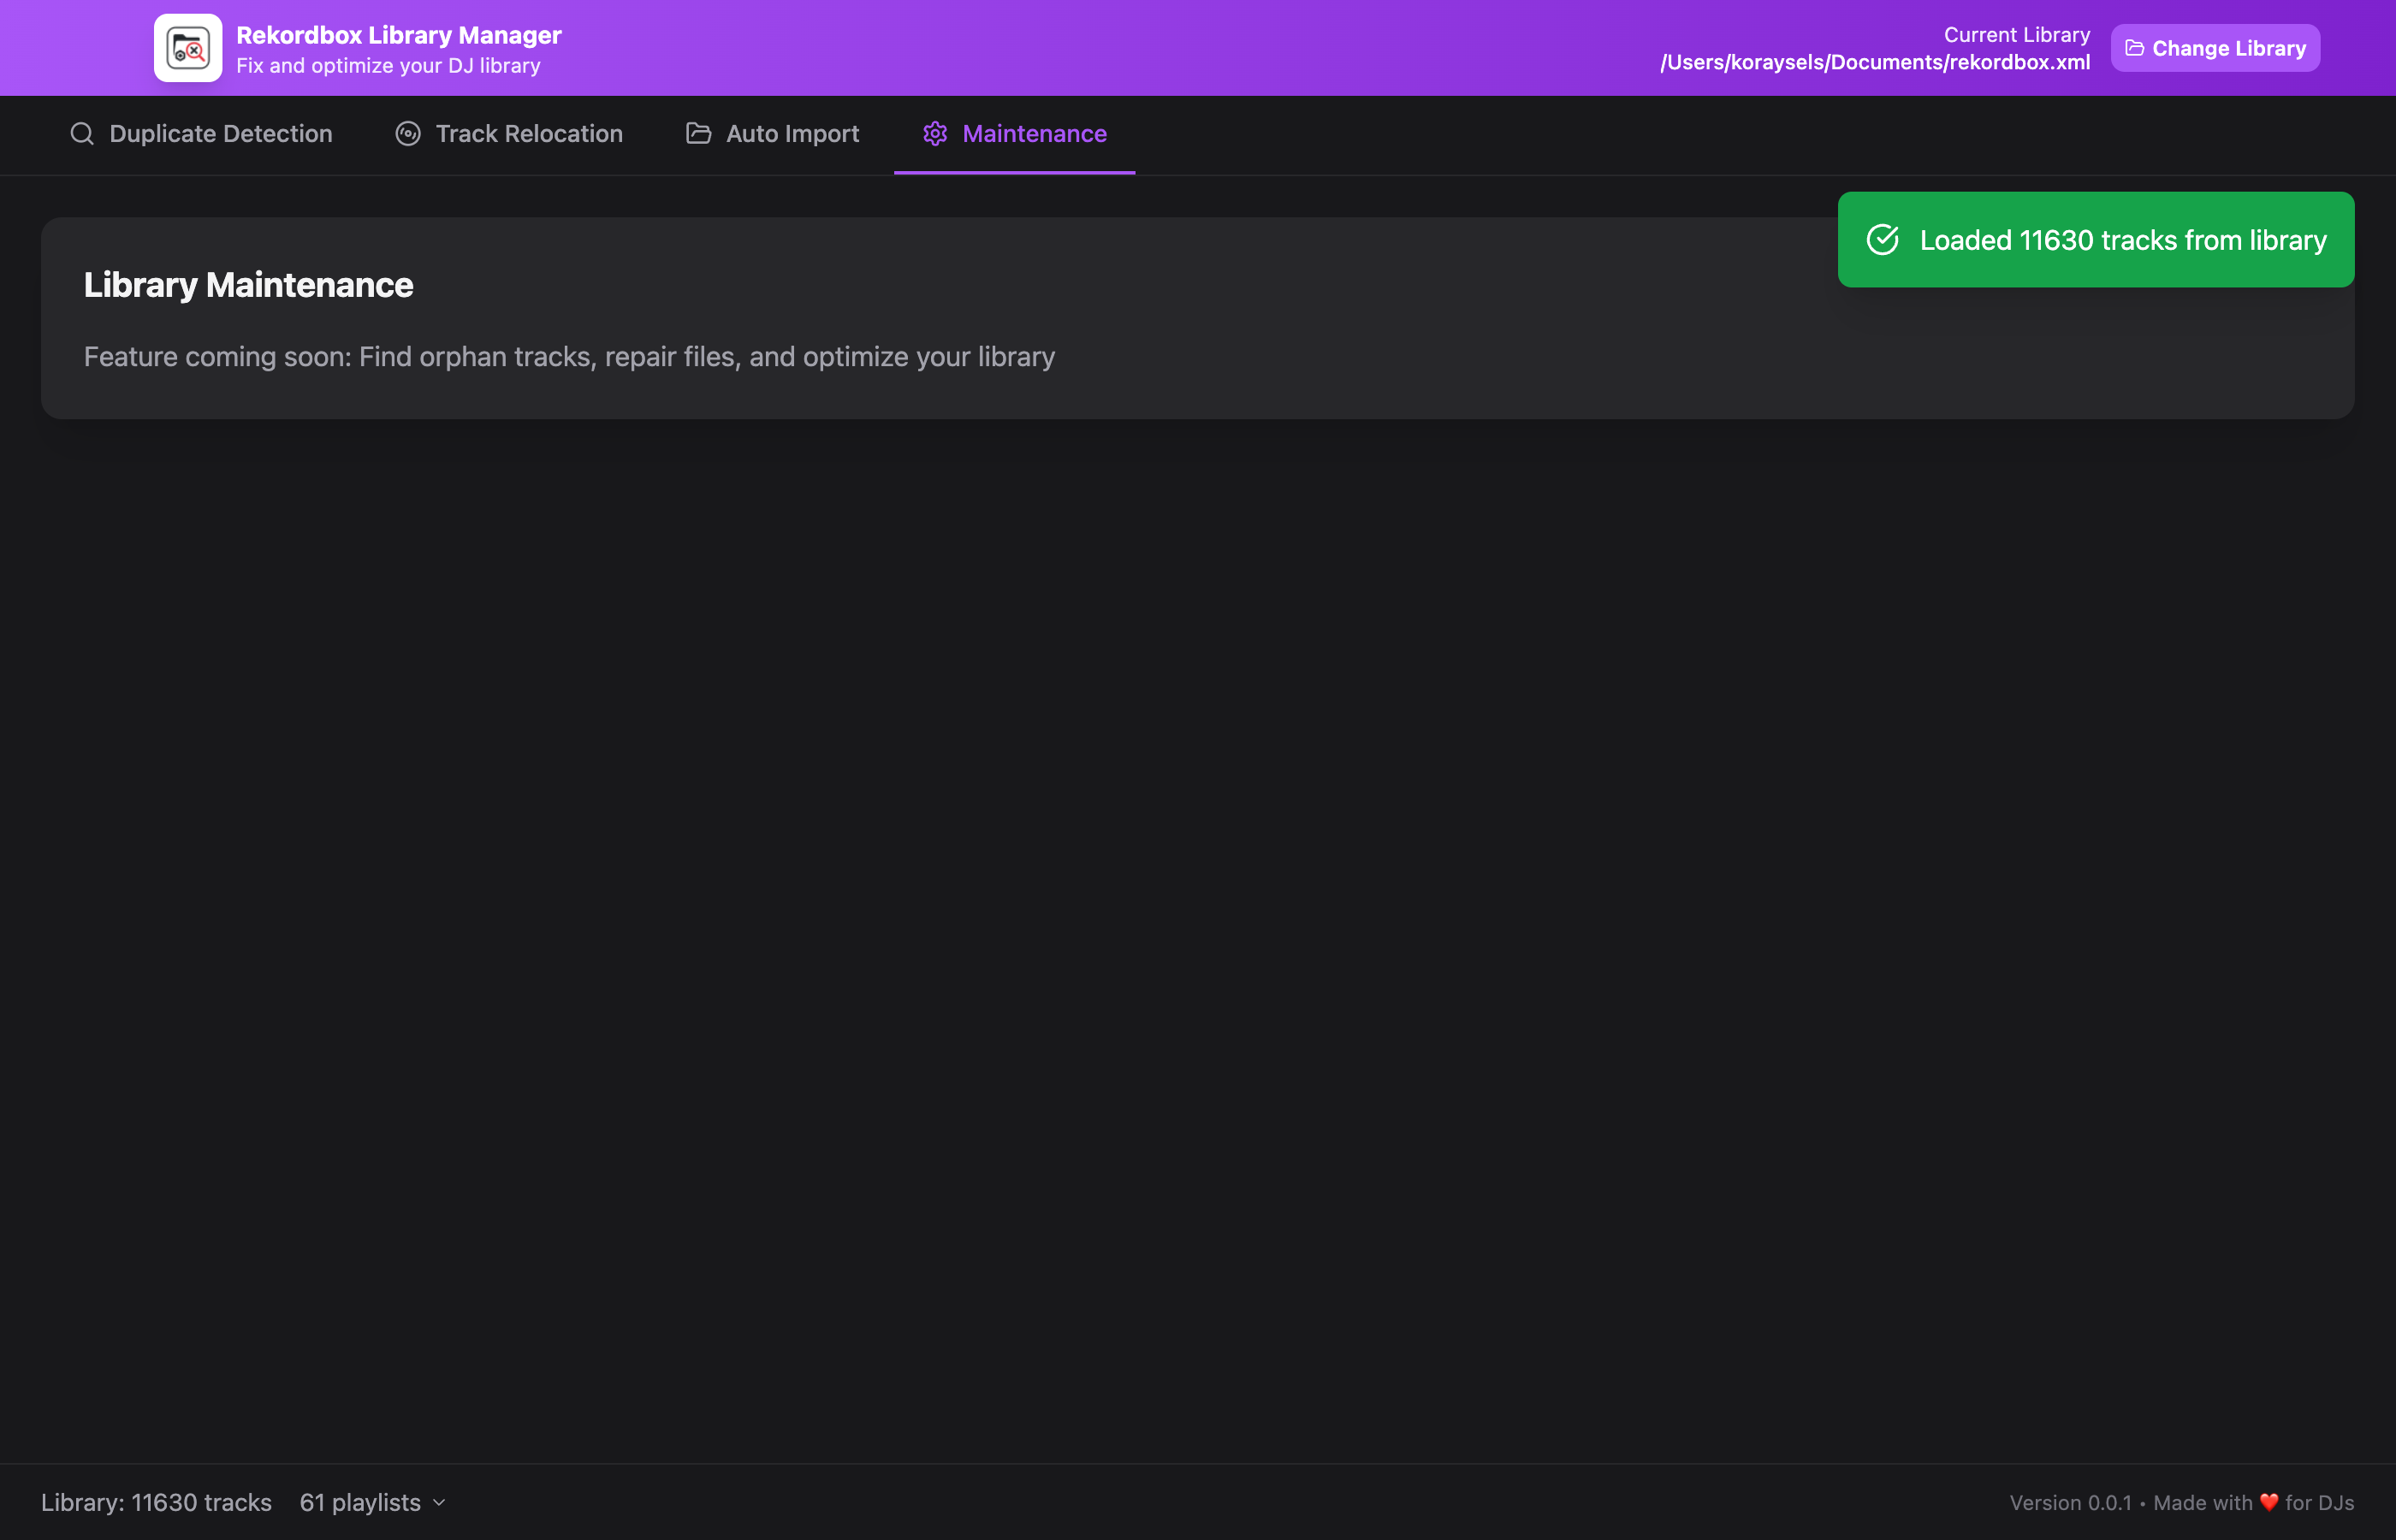 Rekordbox Library Manager
Fix and optimize your DJ library
Current Library
/Users/koraysels/Documents/rekordbox.xml
Change Library
Duplicate Detection
Track Relocation
Auto Import
Maintenance
Loaded 11630 tracks from library
Library Maintenance
Feature coming soon: Find orphan tracks, repair files, and optimize your library
Library: 11630 tracks
61 playlists
Version 0.0.1 • Made with ❤️ for DJs